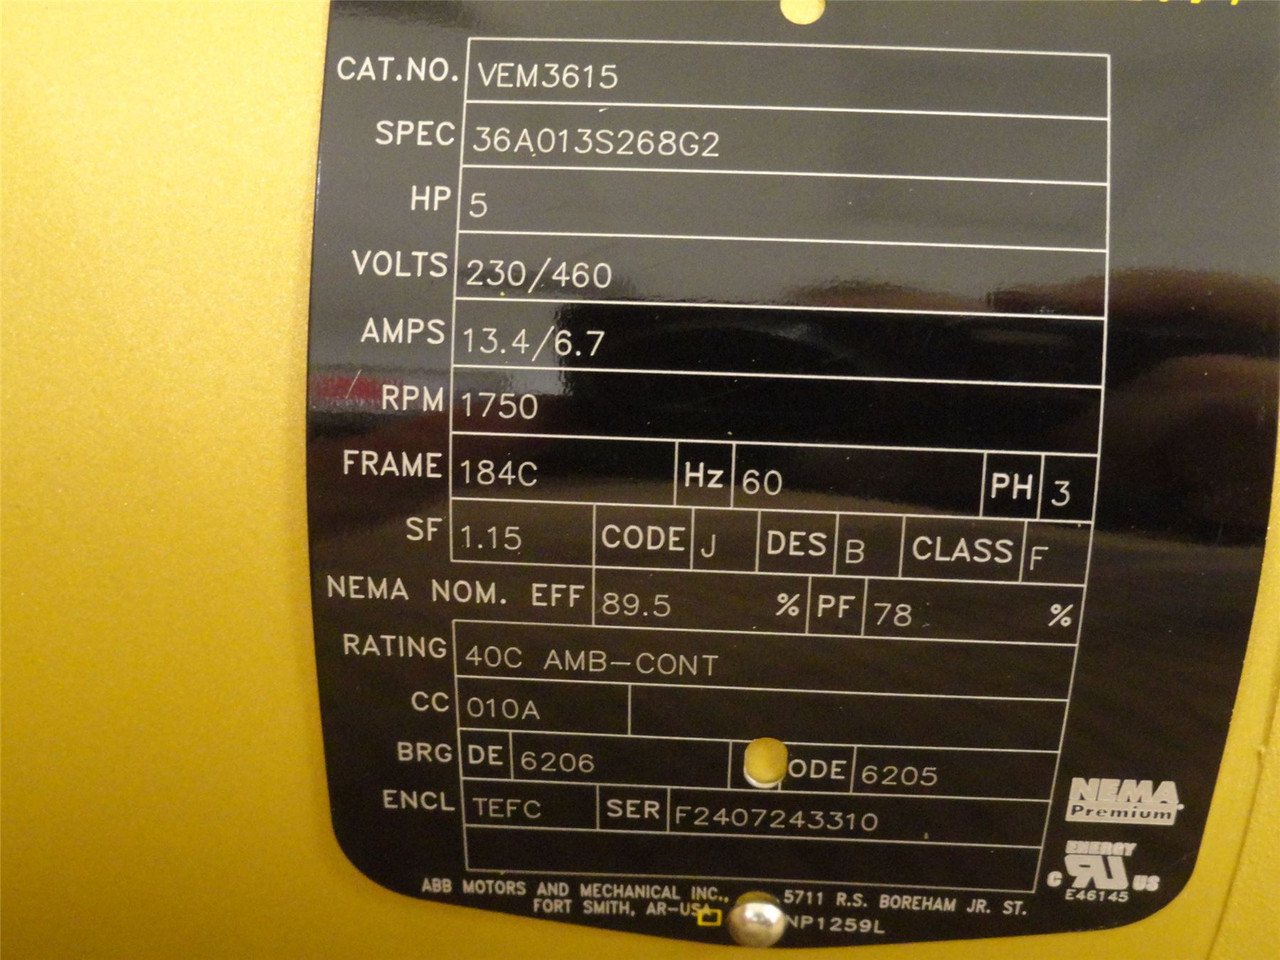 CAT.NO. VEM3615
SPEC 36A013S268G2
HP 5
VOLTS 230/460
AMPS 13.4/6.7
RPM 1750
FRAME 184C Hz 60 PH 3
SF 1.15 CODE J DES B CLASS F
NEMA NOM. EFF 89.5 % PF 78 %
RATING 40C AMB-CONT
CC 010A
BRG DE 6206 ODE 6205
ENCL TEFC SER F2407243310
NEMA
Premium
ENERGY
C US
E46145
ABB MOTORS AND MECHANICAL INC., 5711 R.S. BOREHAM JR. ST.
FORT SMITH, AR-USA NP1259L